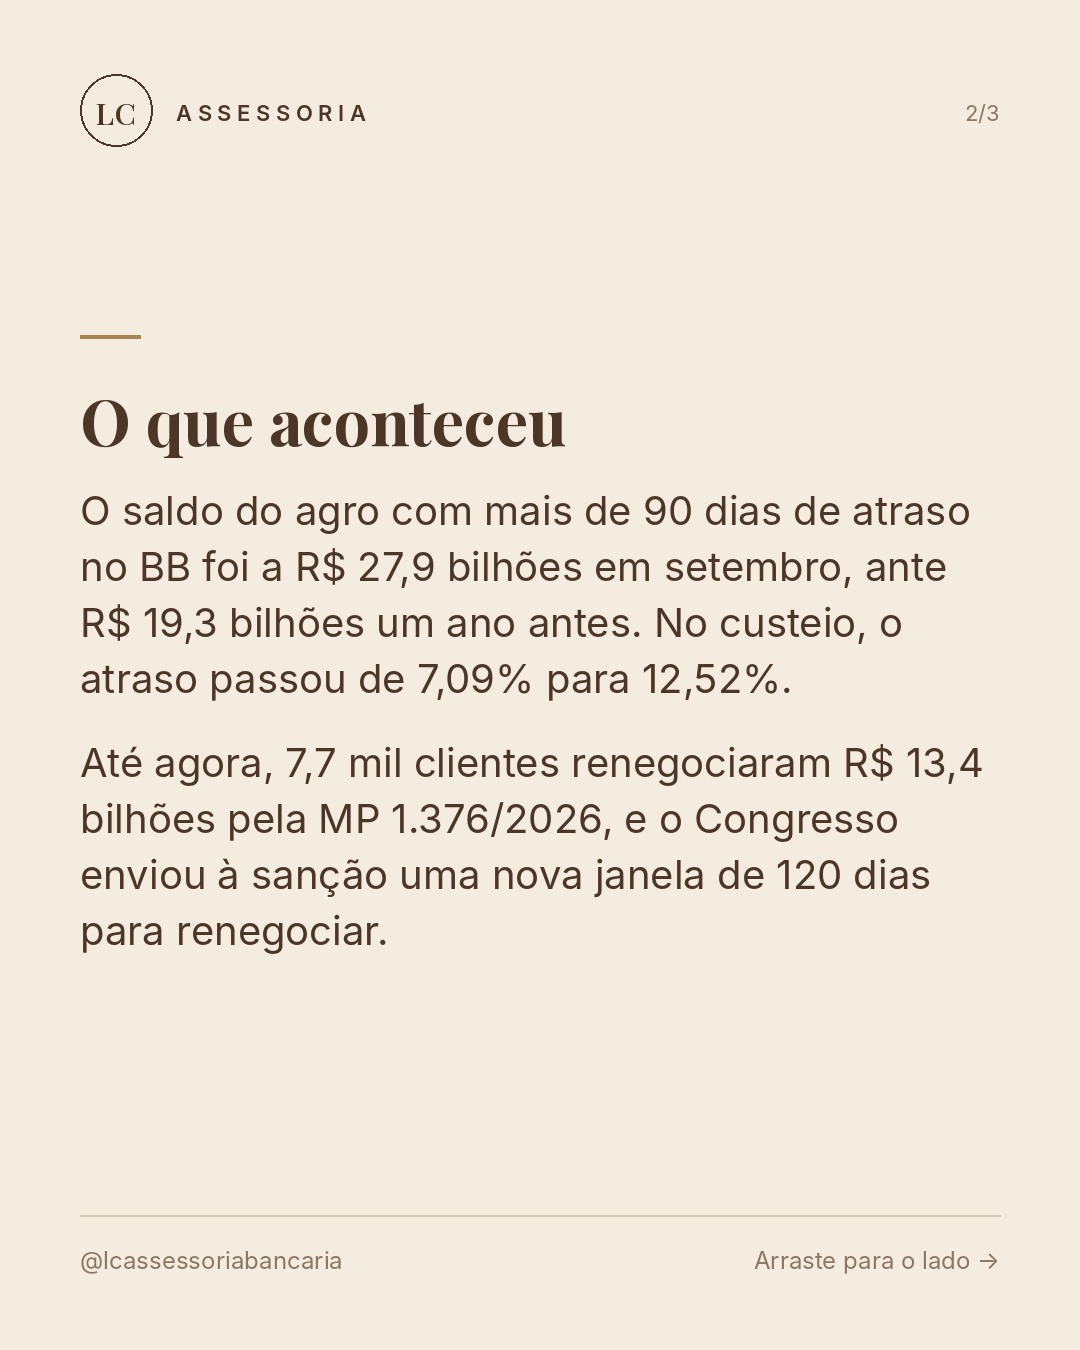 LC ASSESSORIA
2/3
O que aconteceu
O saldo do agro com mais de 90 dias de atraso
no BB foi a R$ 27,9 bilhões em setembro, ante
R$ 19,3 bilhões um ano antes. No custeio, o
atraso passou de 7,09% para 12,52%.
Até agora, 7,7 mil clientes renegociaram R$ 13,4
bilhões pela MP 1.376/2026, e o Congresso
enviou à sanção uma nova janela de 120 dias
para renegociar.
@lcassessoriabancaria
Arraste para o lado →